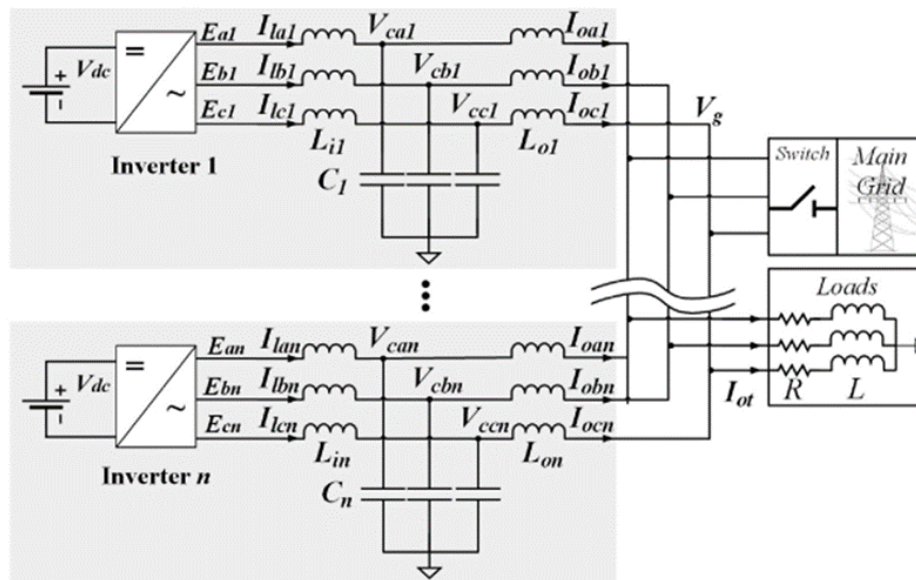 Ea1 Ila1 Vca1 Ioa1
Vdc Eb1 Ilb1 Vcb1 Iob1
Ec1 Ilc1 Vcc1 Ioc1 Vg
= ~
+ -
Inverter 1 Li1 Lo1
C1
Switch Main Grid
Loads
R L
Iot
Ean Ilan Vcan Ioan
Vdc Ebn Ilbn Vcbn Iobn
Ecn Ilcn Vccn Iocn
= ~
+ -
Inverter n Lin Lon
Cn